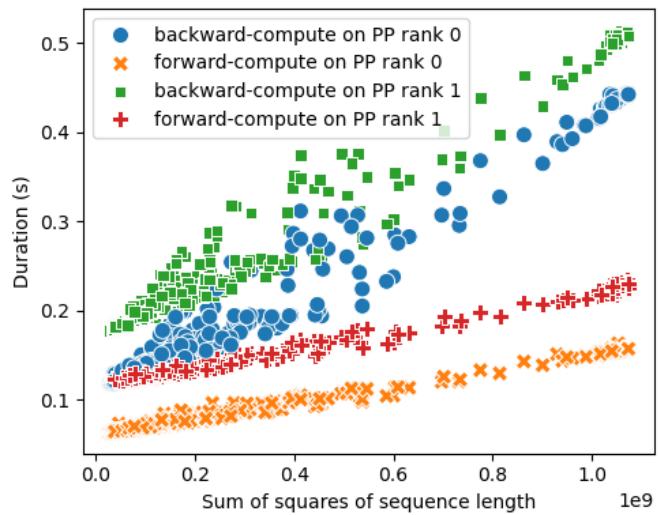 backward-compute on PP rank 0
forward-compute on PP rank 0
backward-compute on PP rank 1
forward-compute on PP rank 1
0.5
0.4
0.3
0.2
0.1
Duration (s)
0.0 0.2 0.4 0.6 0.8 1.0
1e9
Sum of squares of sequence length